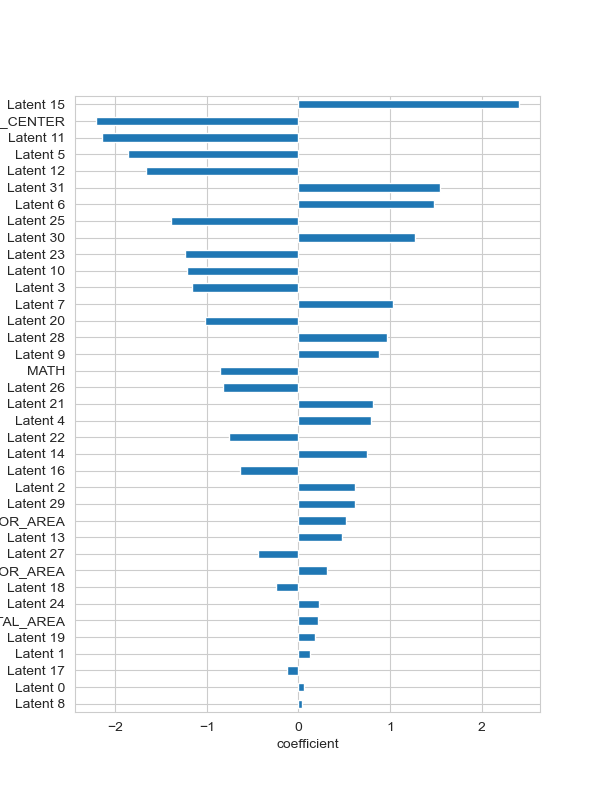 Latent 15
_CENTER
Latent 11
Latent 5
Latent 12
Latent 31
Latent 6
Latent 25
Latent 30
Latent 23
Latent 10
Latent 3
Latent 7
Latent 20
Latent 28
Latent 9
MATH
Latent 26
Latent 21
Latent 4
Latent 22
Latent 14
Latent 16
Latent 2
Latent 29
OR_AREA
Latent 13
Latent 27
OR_AREA
Latent 18
Latent 24
TAL_AREA
Latent 19
Latent 1
Latent 17
Latent 0
Latent 8
−2 −1 0 1 2
coefficient